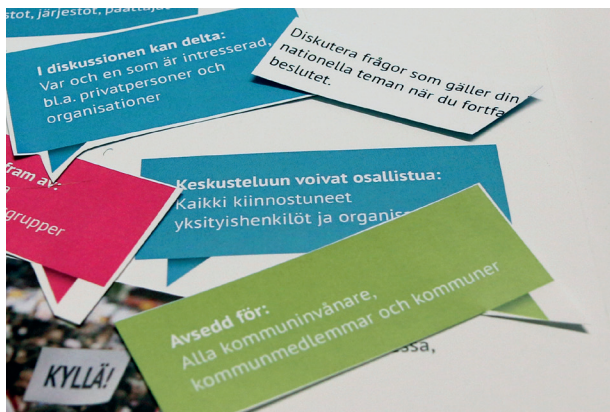 järjestöt,
I diskussionen kan delta:
Var och en som är intresserad,
bl.a. privatpersoner och
organisationer
Diskutera frågor som gäller din
nationella teman när du
beslutet.
fram av:
grupper
Keskusteluun voivat osallistua:
Kaikki kiinnostuneet
yksityishenkilöt ja
Avsedd för:
Alla kommuninvånare,
kommunmedlemmar och kommuner
KYLLÄ!